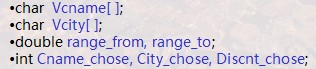 •char Vcname[ ];
•char Vcity[ ];
•double range_from, range_to;
•int Cname_chose, City_chose, Discnt_chose;